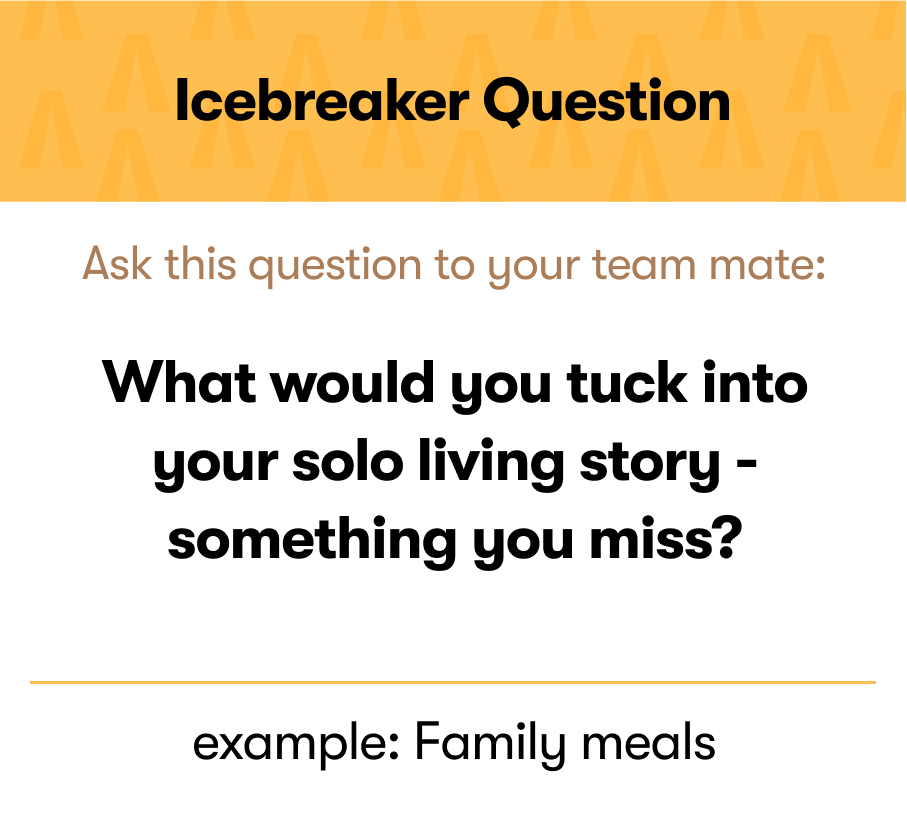 Icebreaker Question
Ask this question to your team mate:
What would you tuck into
your solo living story -
something you miss?
example: Family meals